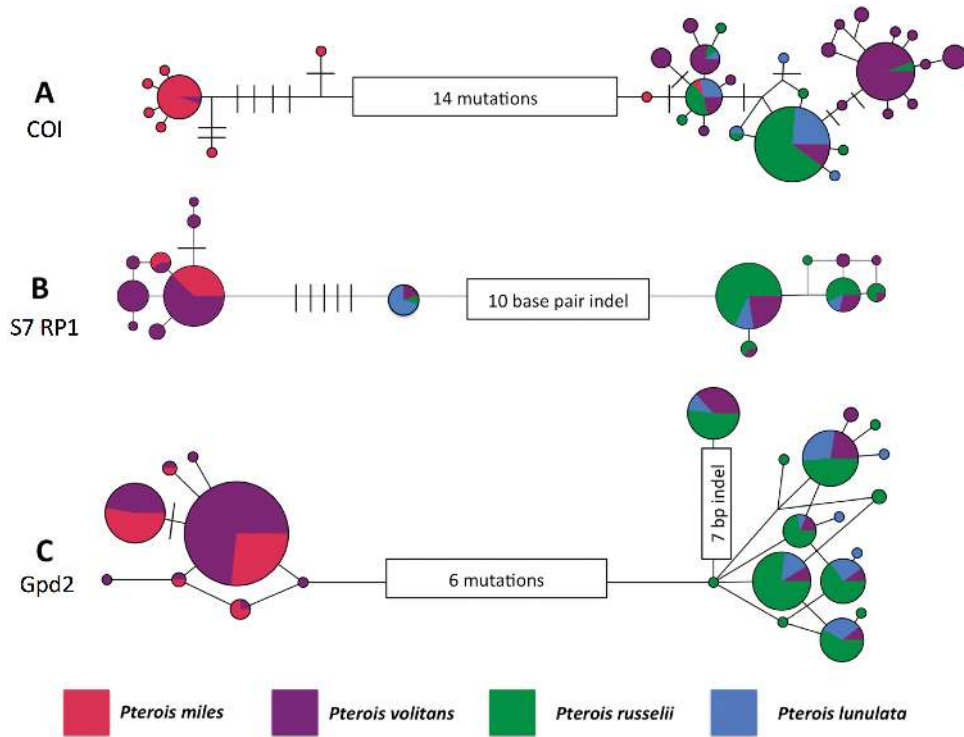 A
COI
14 mutations
B
S7 RP1
10 base pair indel
7 bp indel
C
Gpd2
6 mutations
Pterois miles
Pterois volitans
Pterois russelii
Pterois lunulata